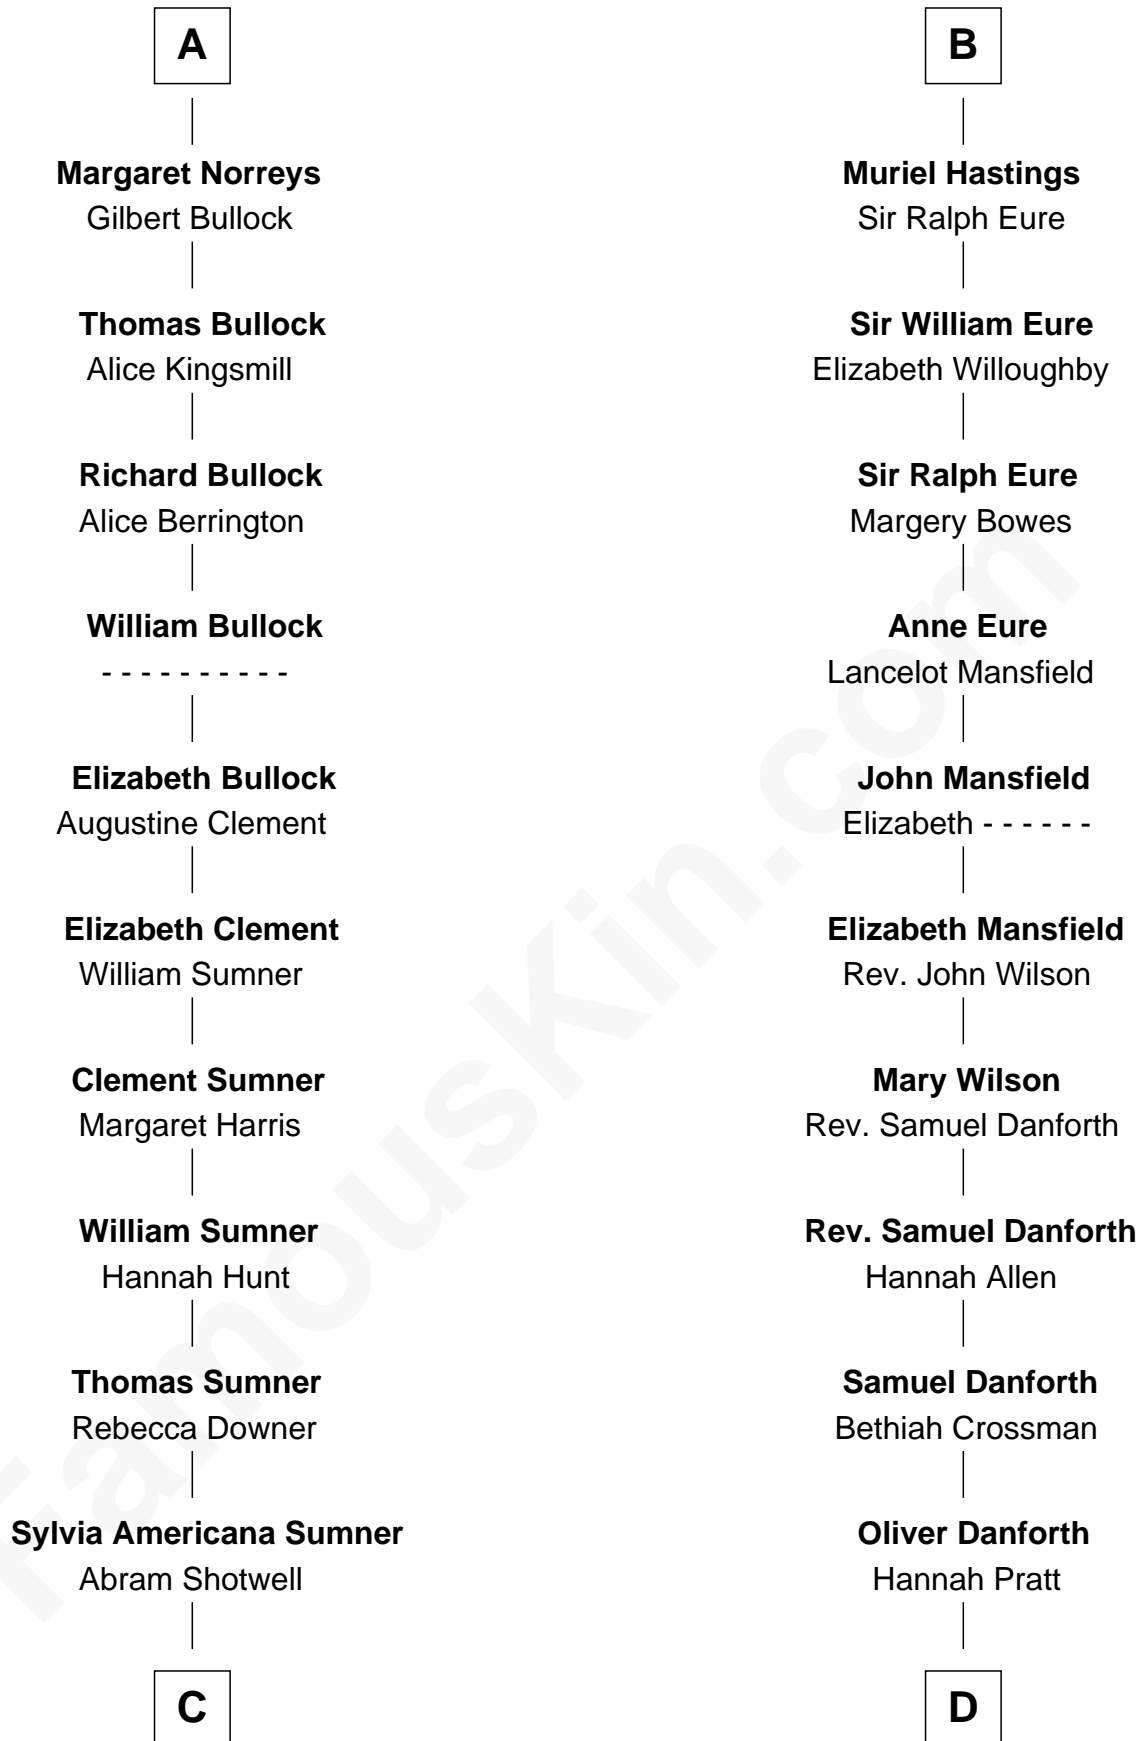 A
Margaret Norreys
Gilbert Bullock
Thomas Bullock
Alice Kingsmill
Richard Bullock
Alice Berrington
William Bullock
- - - - - - - - - -
Elizabeth Bullock
Augustine Clement
Elizabeth Clement
William Sumner
Clement Sumner
Margaret Harris
William Sumner
Hannah Hunt
Thomas Sumner
Rebecca Downer
Sylvia Americana Sumner
Abram Shotwell
C
B
Muriel Hastings
Sir Ralph Eure
Sir William Eure
Elizabeth Willoughby
Sir Ralph Eure
Margery Bowes
Anne Eure
Lancelot Mansfield
John Mansfield
Elizabeth - - - - - -
Elizabeth Mansfield
Rev. John Wilson
Mary Wilson
Rev. Samuel Danforth
Rev. Samuel Danforth
Hannah Allen
Samuel Danforth
Bethiah Crossman
Oliver Danforth
Hannah Pratt
D
FamousKin.com